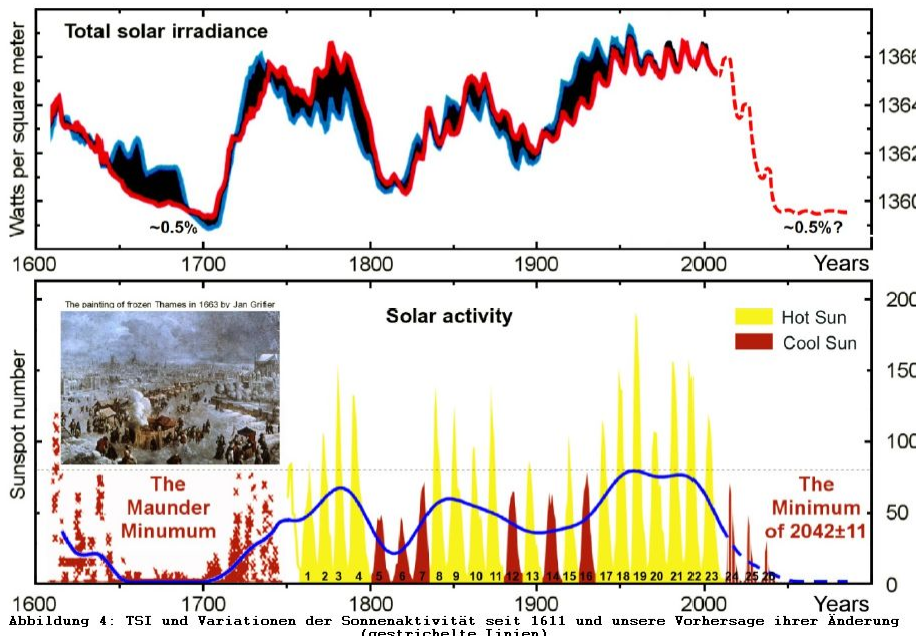 Total solar irradiance
Watts per square meter
1366
1364
1362
1360
~0.5%
~0.5%?
1600 1700 1800 1900 2000 Years
The painting of frozen Thames in 1663 by Jan Grifier
Solar activity
Hot Sun
Cool Sun
Sunspot number
200
100
50
0
The
Maunder
Minumum
The
Minimum
of 2042±11
1 2 3 4 5 6 7 8 9 10 11 12 13 14 15 16 17 18 19 20 21 22 23 24 25 26
1600 1700 1800 1900 2000 Years
Abbildung 4: TSI und Variationen der Sonnenaktivität seit 1611 und unsere Vorhersage ihrer Änderung
(gestrichelte Linien)